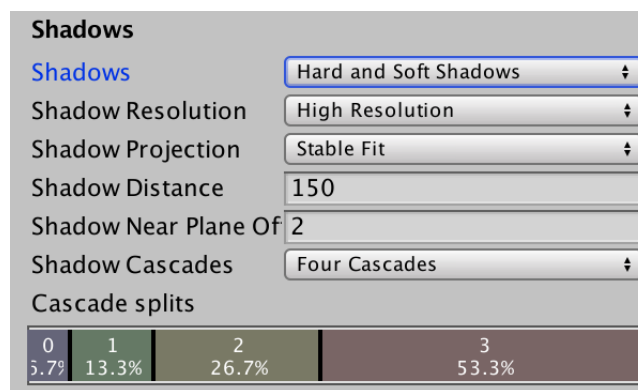 Shadows
Shadows Hard and Soft Shadows
Shadow Resolution High Resolution
Shadow Projection Stable Fit
Shadow Distance 150
Shadow Near Plane Of 2
Shadow Cascades Four Cascades
Cascade splits
0 1 2 3
13.3% 26.7% 53.3%